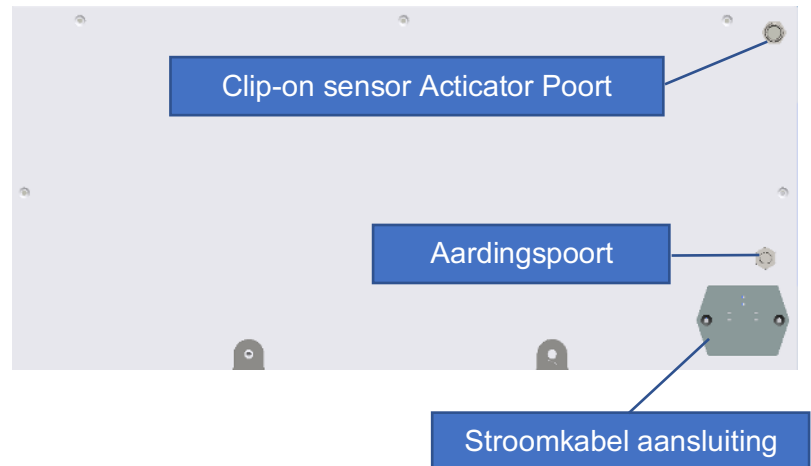 Clip-on sensor Acticator Poort
Aardingspoort
Stroomkabel aansluiting